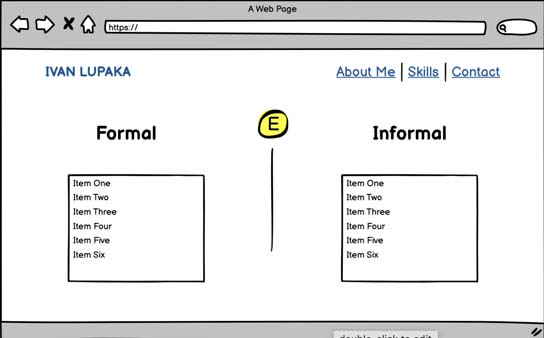 A Web Page
https://
IVAN LUPAKA
About Me | Skills | Contact
E
Formal
Informal
Item One
Item Two
Item Three
Item Four
Item Five
Item Six
Item One
Item Two
Item Three
Item Four
Item Five
Item Six
double-click to edit